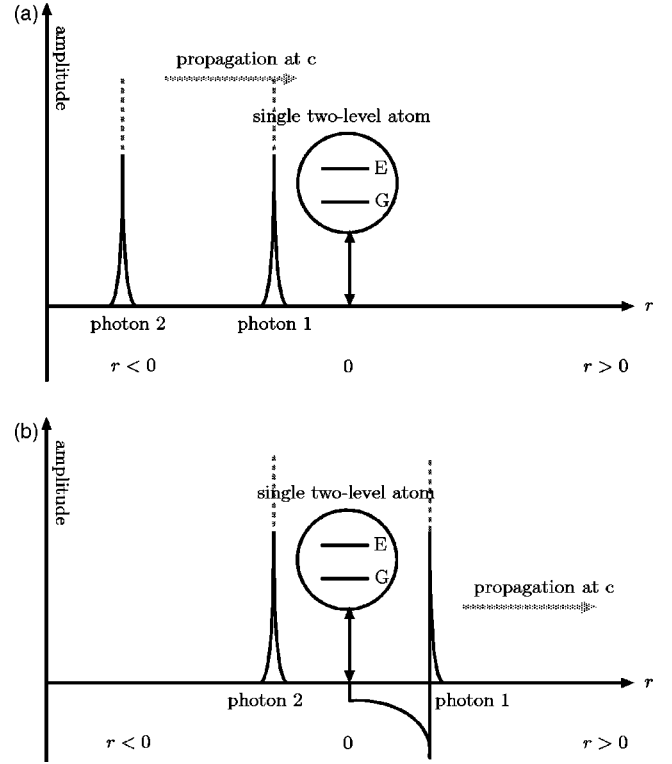 (a)
amplitude
propagation at c
single two-level atom
E
G
photon 2
photon 1
r
r < 0
0
r > 0
(b)
amplitude
single two-level atom
E
G
propagation at c
photon 2
photon 1
r
r < 0
0
r > 0